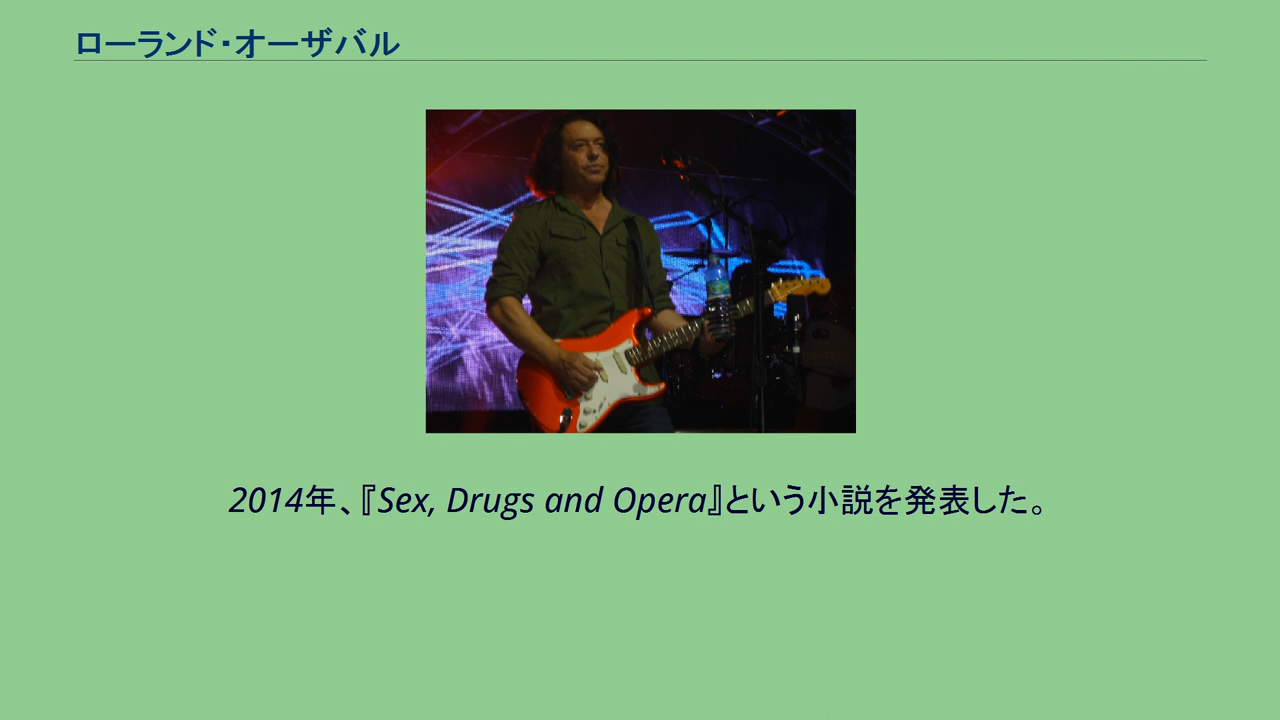 ローランド・オーザバル
2014年、『Sex, Drugs and Opera』という小説を発表した。